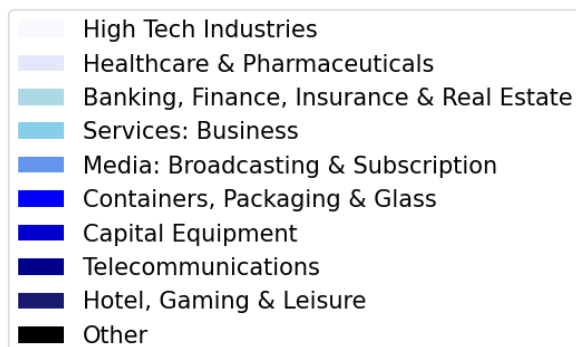 High Tech Industries
Healthcare & Pharmaceuticals
Banking, Finance, Insurance & Real Estate
Services: Business
Media: Broadcasting & Subscription
Containers, Packaging & Glass
Capital Equipment
Telecommunications
Hotel, Gaming & Leisure
Other